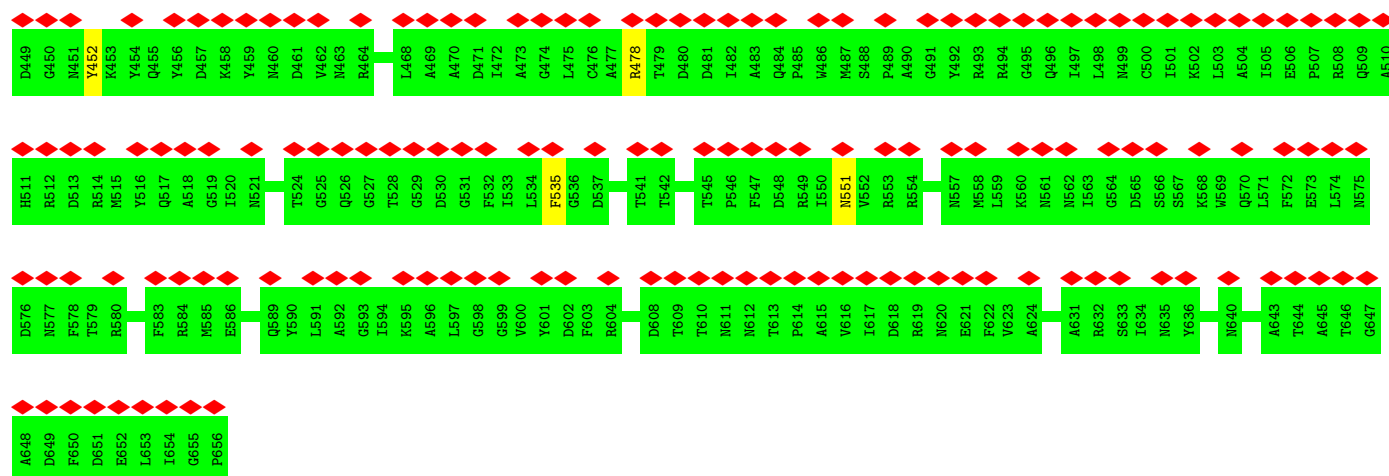 D449 G450 N451 Y452 K453 Y454 Q455 Y456 D457 K458 Y459 N460 D461 V462 N463 R464 L468 A469 A470 D471 I472 A473 G474 L475 C476 A477 R478 T479 D480 D481 I482 A483 Q484 P485 W486 M487 S488 P489 A490 G491 Y492 R493 R494 G495 Q496 I497 L498 N499 C500 I501 K502 L503 A504 I505 E506 P507 R508 Q509 A510
H511 R512 D513 R514 M515 Y516 Q517 A518 G519 I520 N521 T524 G525 Q526 G527 T528 G529 D530 G531 F532 I533 L534 F535 G536 D537 T541 T542 T545 P546 F547 D548 R549 I550 N551 V552 R553 R554 N557 M558 L559 K560 N561 N562 I563 G564 D565 S566 S567 K568 W569 Q570 L571 F572 E573 L574 N575
D576 N577 F578 T579 R580 F583 R584 M585 E586 Q589 Y590 L591 A592 G593 I594 K595 A596 L597 G598 G599 V600 Y601 D602 F603 R604 D608 T609 T610 N611 N612 T613 P614 A615 V616 I617 D618 R619 N620 E621 F622 V623 A624 A631 R632 S633 I634 N635 Y636 N640 A643 T644 A645 T646 G647
A648 D649 F650 D651 E652 L653 I654 G655 P656